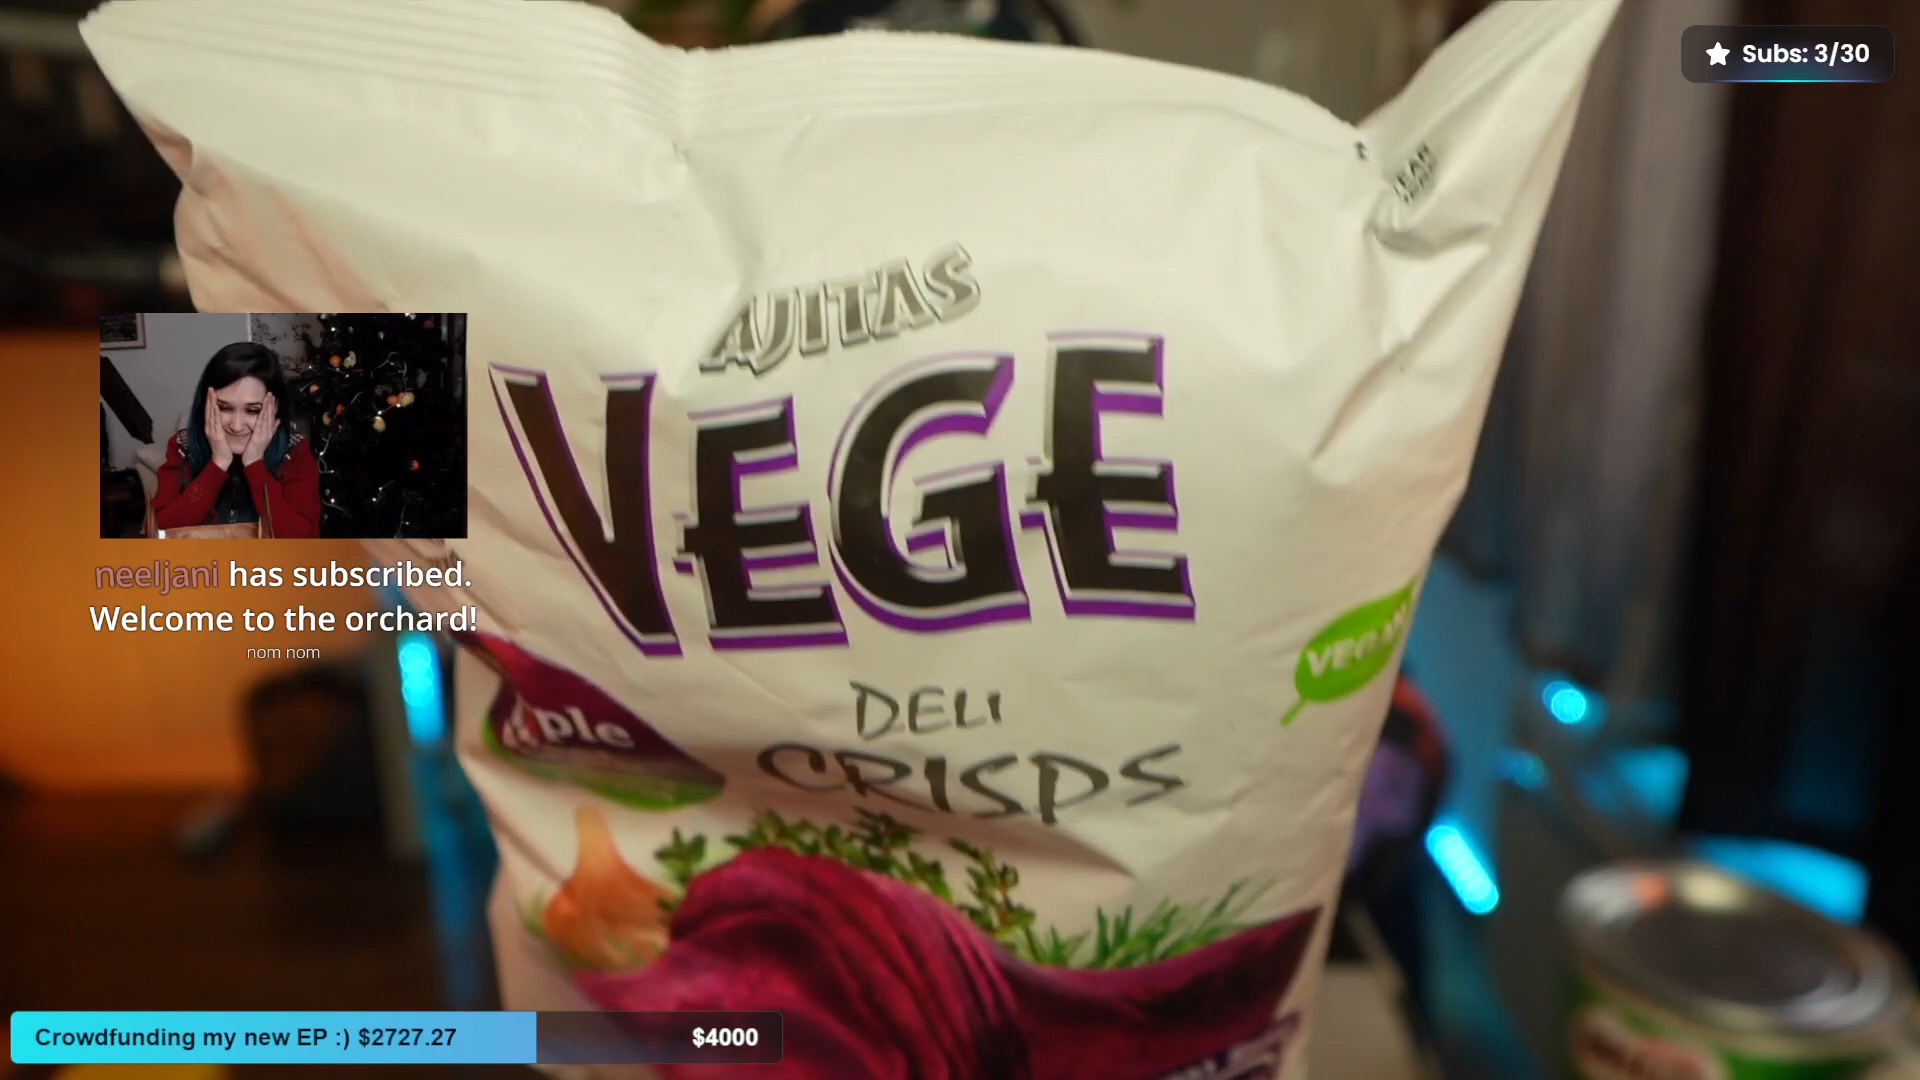 Subs: 3/30
AJITAS
VEGE
VEGAN
neeljani has subscribed.
Welcome to the orchard!
nom nom
DELI
CRISPS
Crowdfunding my new EP :) $2727.27
$4000